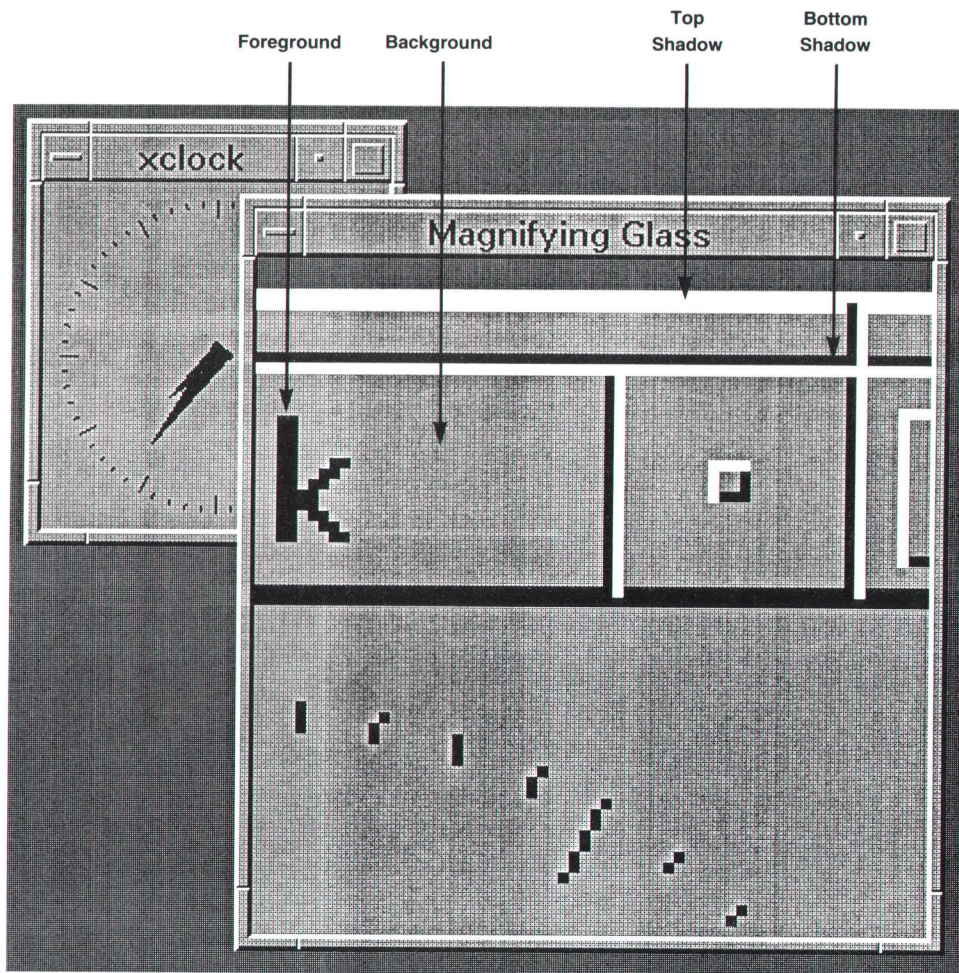 Foreground
Background
Top
Shadow
Bottom
Shadow
xclock
Magnifying Glass
k